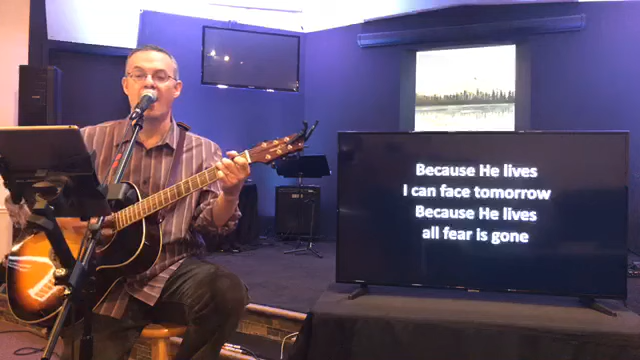 Because He lives
I can face tomorrow
Because He lives
all fear is gone